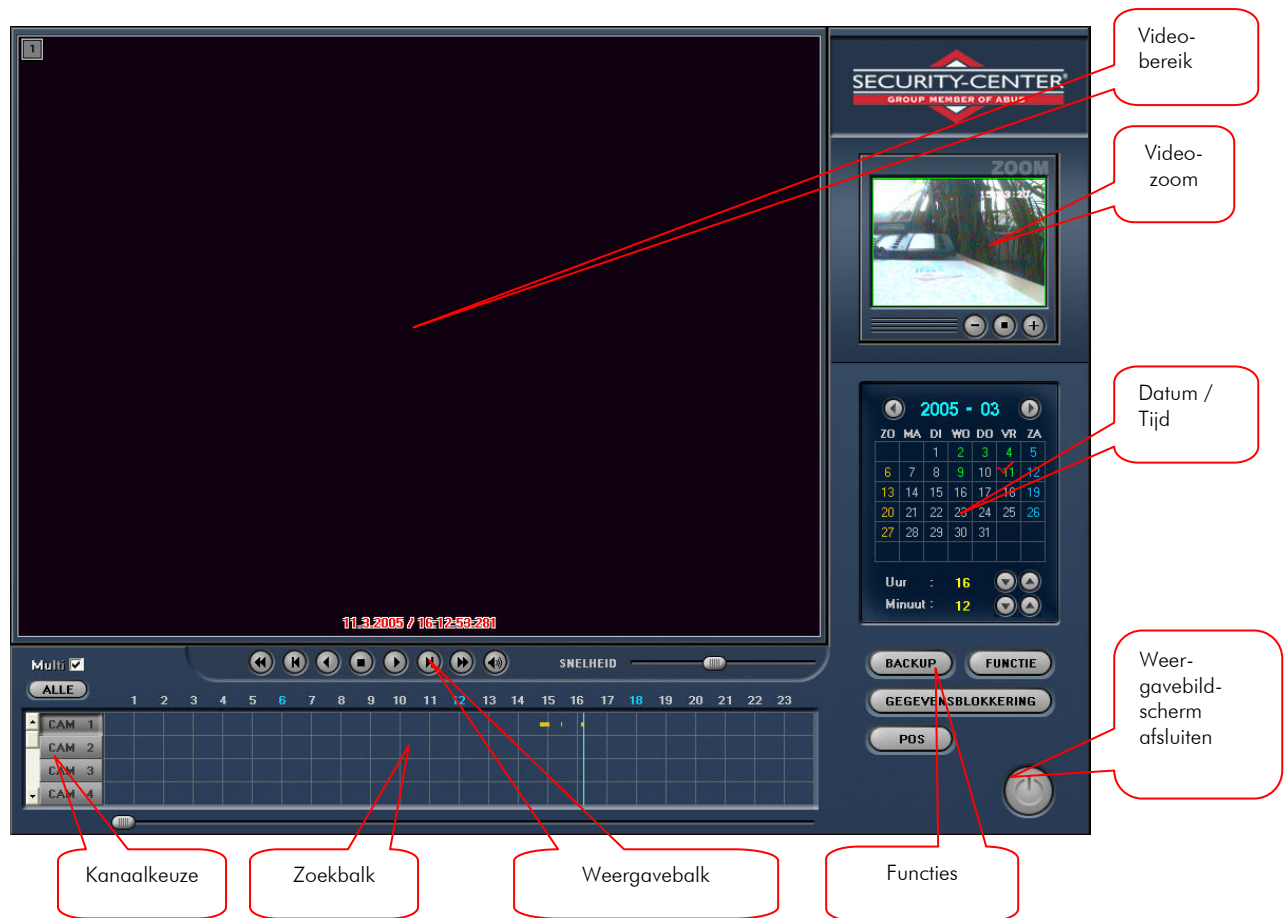 1
SECURITY-CENTER
GROUP MEMBER OF ABUS
Video-
bereik
ZOOM
Video-
zoom
2005 - 03
ZO MA DI WO DO VR ZA
1 2 3 4 5
6 7 8 9 10 11 12
13 14 15 16 17 18 19
20 21 22 23 24 25 26
27 28 29 30 31
Uur : 16
Minuut : 12
Datum /
Tijd
11.3.2005 / 16:12:53:281
Multi
SNELHEID
ALLE
1 2 3 4 5 6 7 8 9 10 11 12 13 14 15 16 17 18 19 20 21 22 23
CAM 1
CAM 2
CAM 3
CAM 4
BACKUP
FUNCTIE
GEGEVENSBLOKKERING
POS
Weer-
gavebild-
scherm
afsluiten
Kanaalkeuze
Zoekbalk
Weergavebalk
Functies